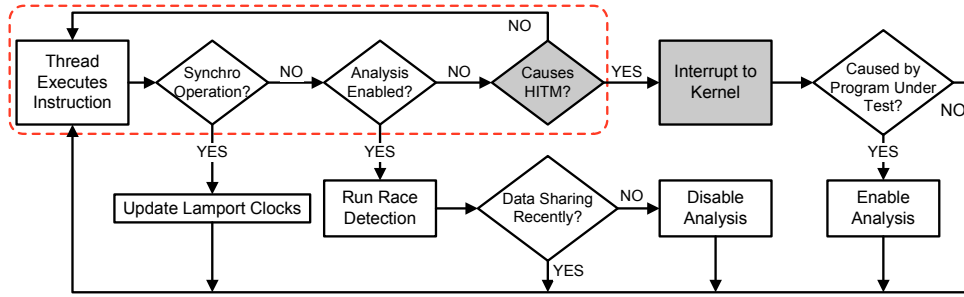 NO
Thread
Executes
Instruction
Synchro
Operation?
NO
Analysis
Enabled?
NO
Causes
HITM?
YES
Interrupt to
Kernel
Caused by
Program Under
Test?
NO
YES
YES
YES
Update Lamport Clocks
Run Race
Detection
Data Sharing
Recently?
NO
Disable
Analysis
Enable
Analysis
YES